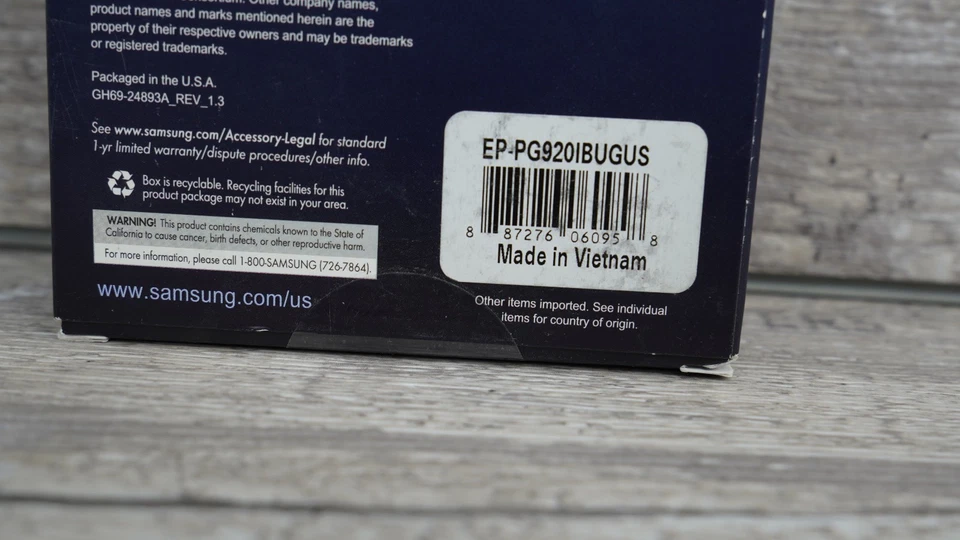 Other company names,
product names and marks mentioned herein are the
property of their respective owners and may be trademarks
or registered trademarks.
Packaged in the U.S.A.
GH69-24893A_REV_1.3
See www.samsung.com/Accessory-Legal for standard
1-yr limited warranty/dispute procedures/other info.
Box is recyclable. Recycling facilities for this
product package may not exist in your area.
WARNING! This product contains chemicals known to the State of
California to cause cancer, birth defects, or other reproductive harm.
For more information, please call 1-800-SAMSUNG (726-7864).
www.samsung.com/us
EP-PG920IBUGUS
8 87276 06095 8
Made in Vietnam
Other items imported. See individual
items for country of origin.